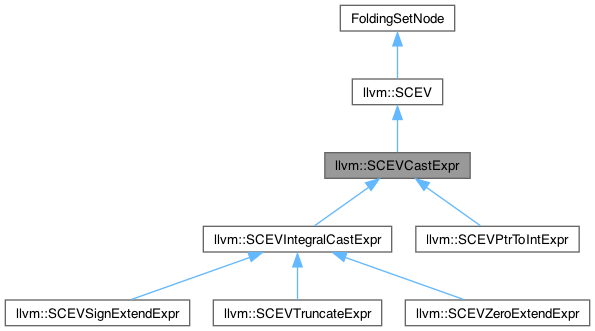 FoldingSetNode
llvm::SCEV
llvm::SCEVCastExpr
llvm::SCEVIntegralCastExpr
llvm::SCEVPtrToIntExpr
llvm::SCEVSignExtendExpr
llvm::SCEVTruncateExpr
llvm::SCEVZeroExtendExpr